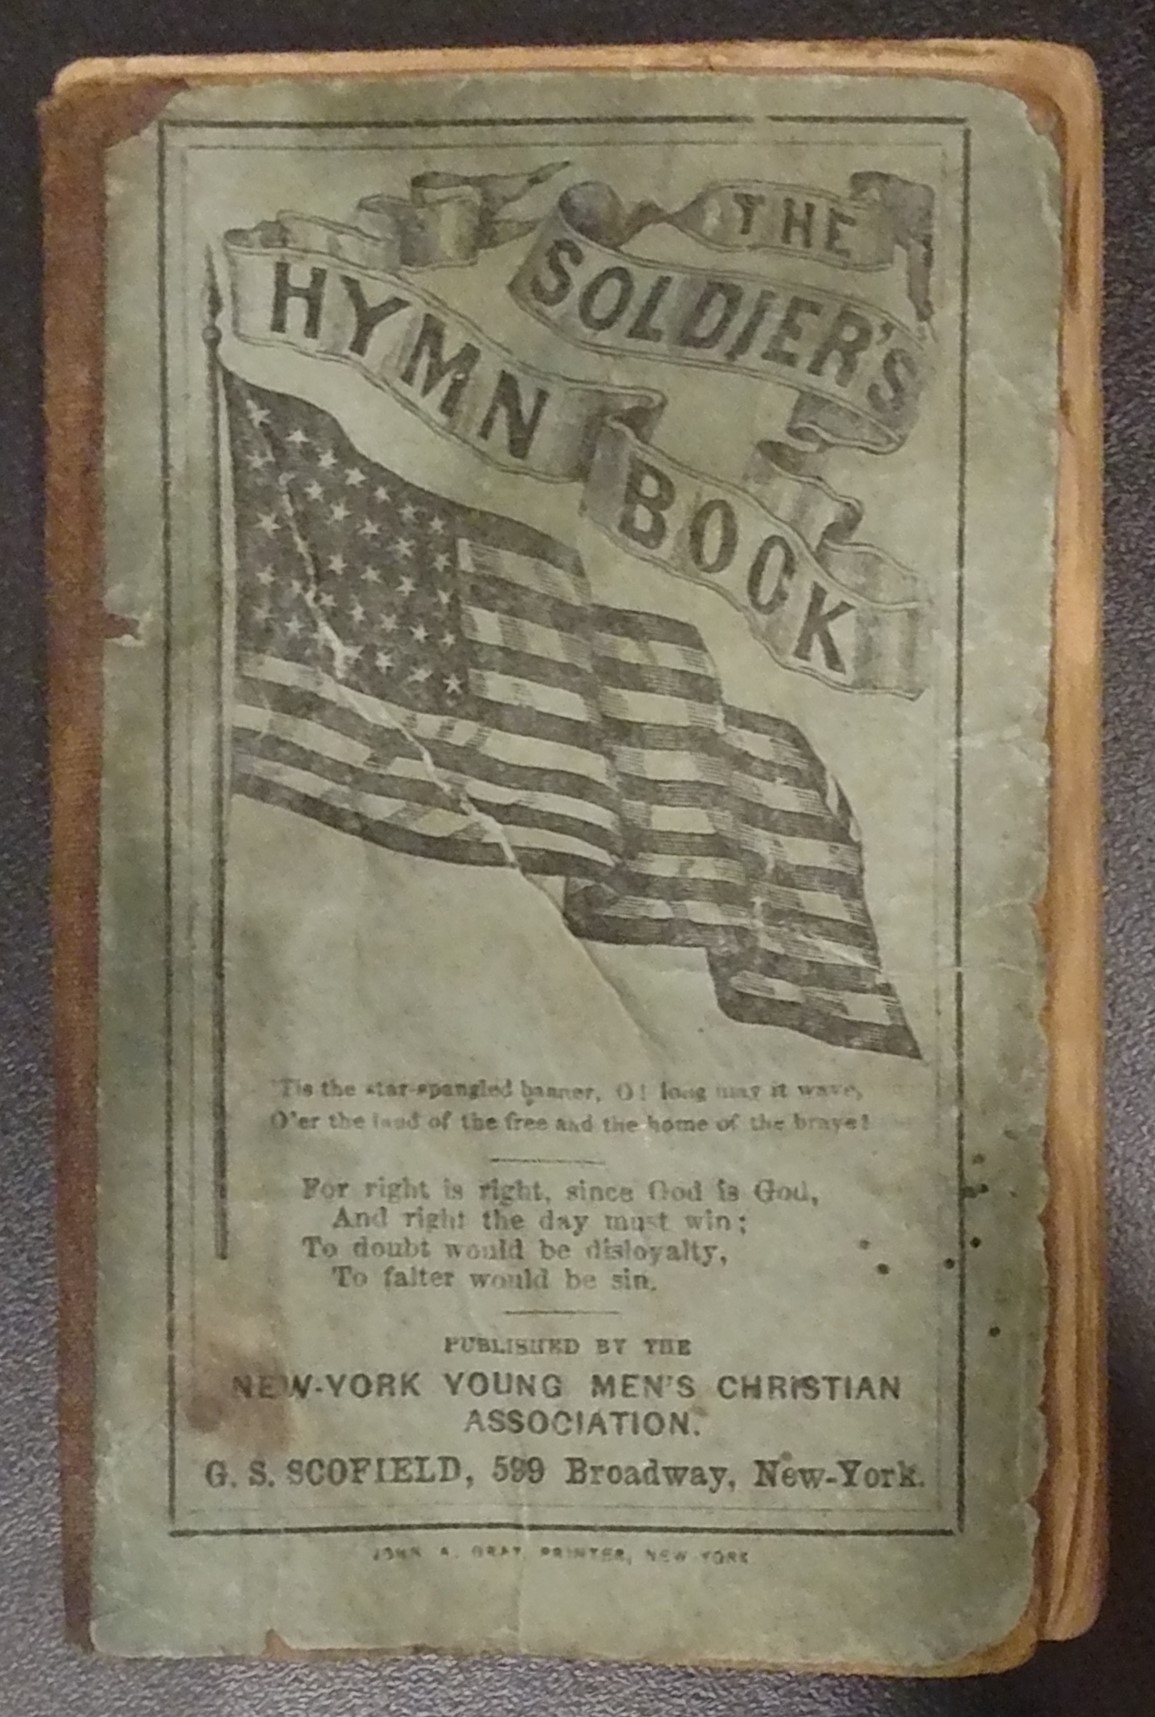 THE
SOLDIER'S
HYMN
BOOK
'Tis the star-spangled banner, O! long may it wave,
O'er the land of the free and the home of the brave!
For right is right, since God is God,
And right the day must win;
To doubt would be disloyalty,
To falter would be sin.
PUBLISHED BY THE
NEW-YORK YOUNG MEN'S CHRISTIAN
ASSOCIATION.
G. S. SCOFIELD, 599 Broadway, New-York.
JOHN A. GRAY, PRINTER, NEW YORK